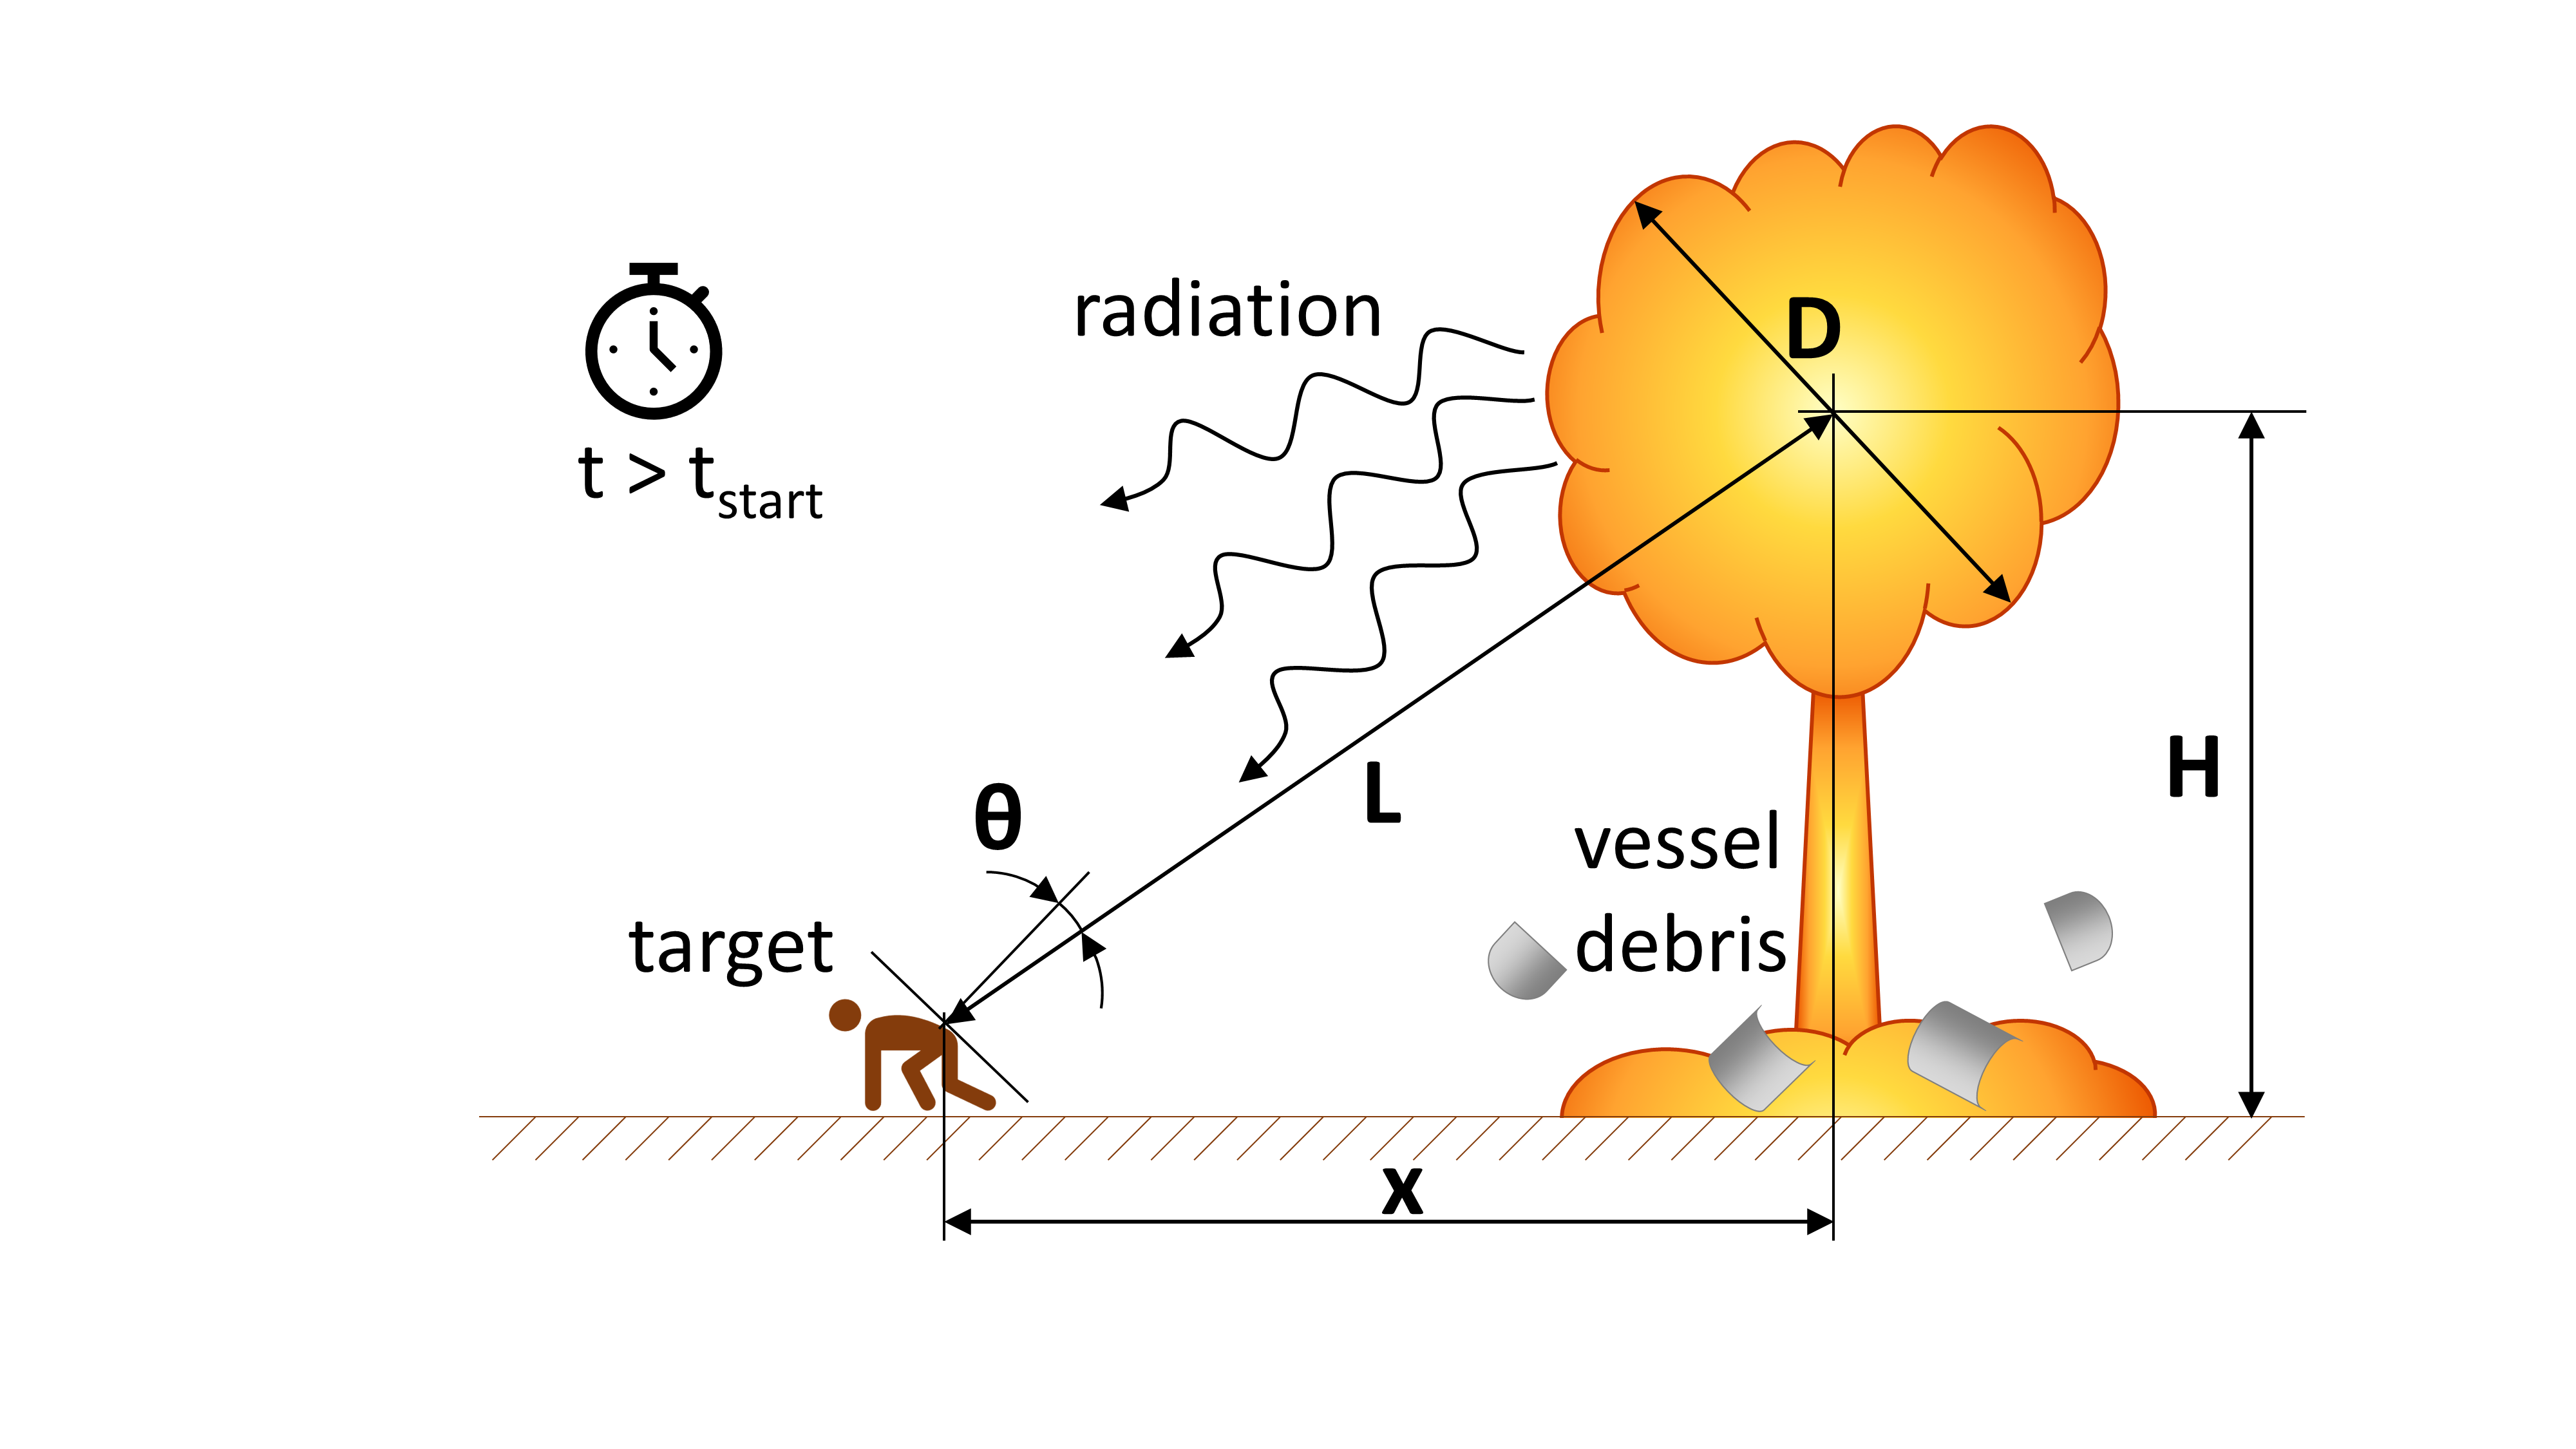 radiation
D
t > tstart
L
H
θ
vessel
debris
target
x